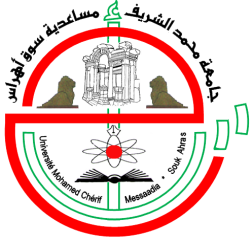 جامعة محمد الشريف مساعدية سوق أهراس
Université Mohamed Chérif Messaadia - Souk Ahras